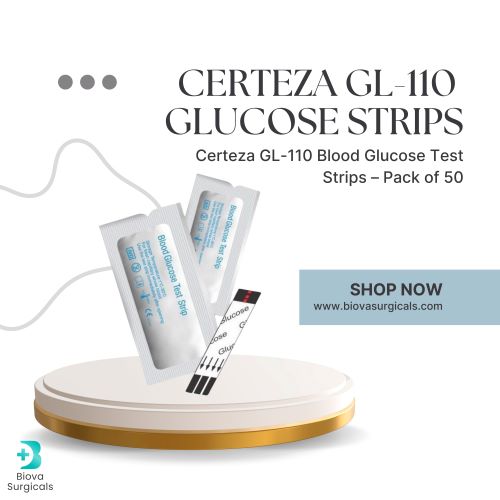 CERTEZA GL-110
GLUCOSE STRIPS
Certeza GL-110 Blood Glucose Test
Strips – Pack of 50
Blood Glucose Test Strip
Blood Glucose Test Strip
SHOP NOW
www.biovasurgicals.com
Glucose
Biova
Surgicals